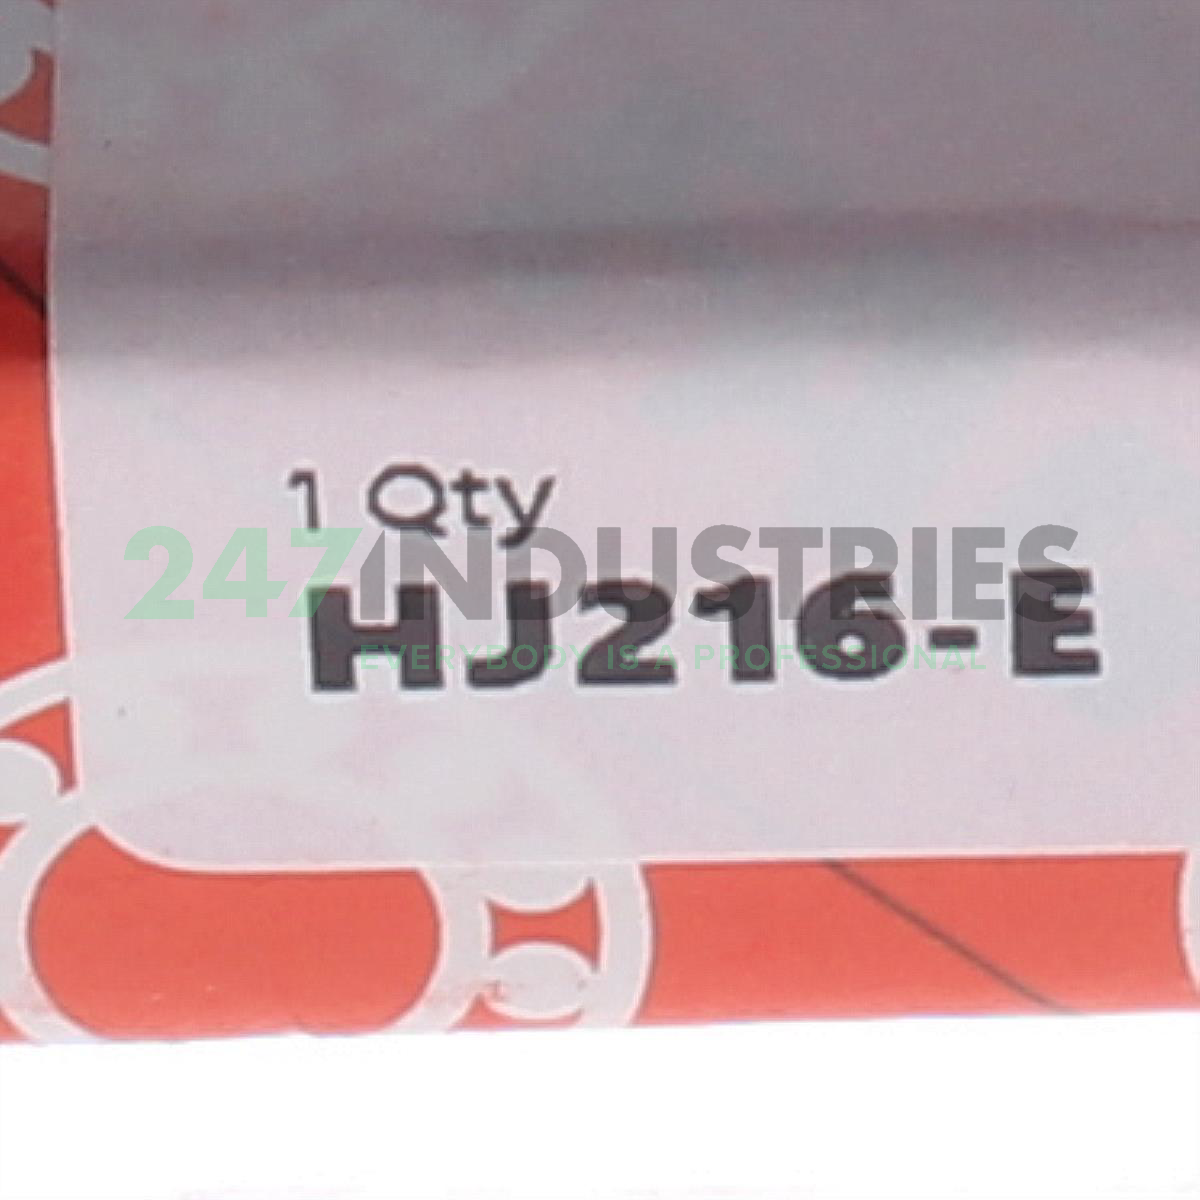 1 Qty
247INDUSTRIES
HJ216-E
EVERYBODY IS A PROFESSIONAL